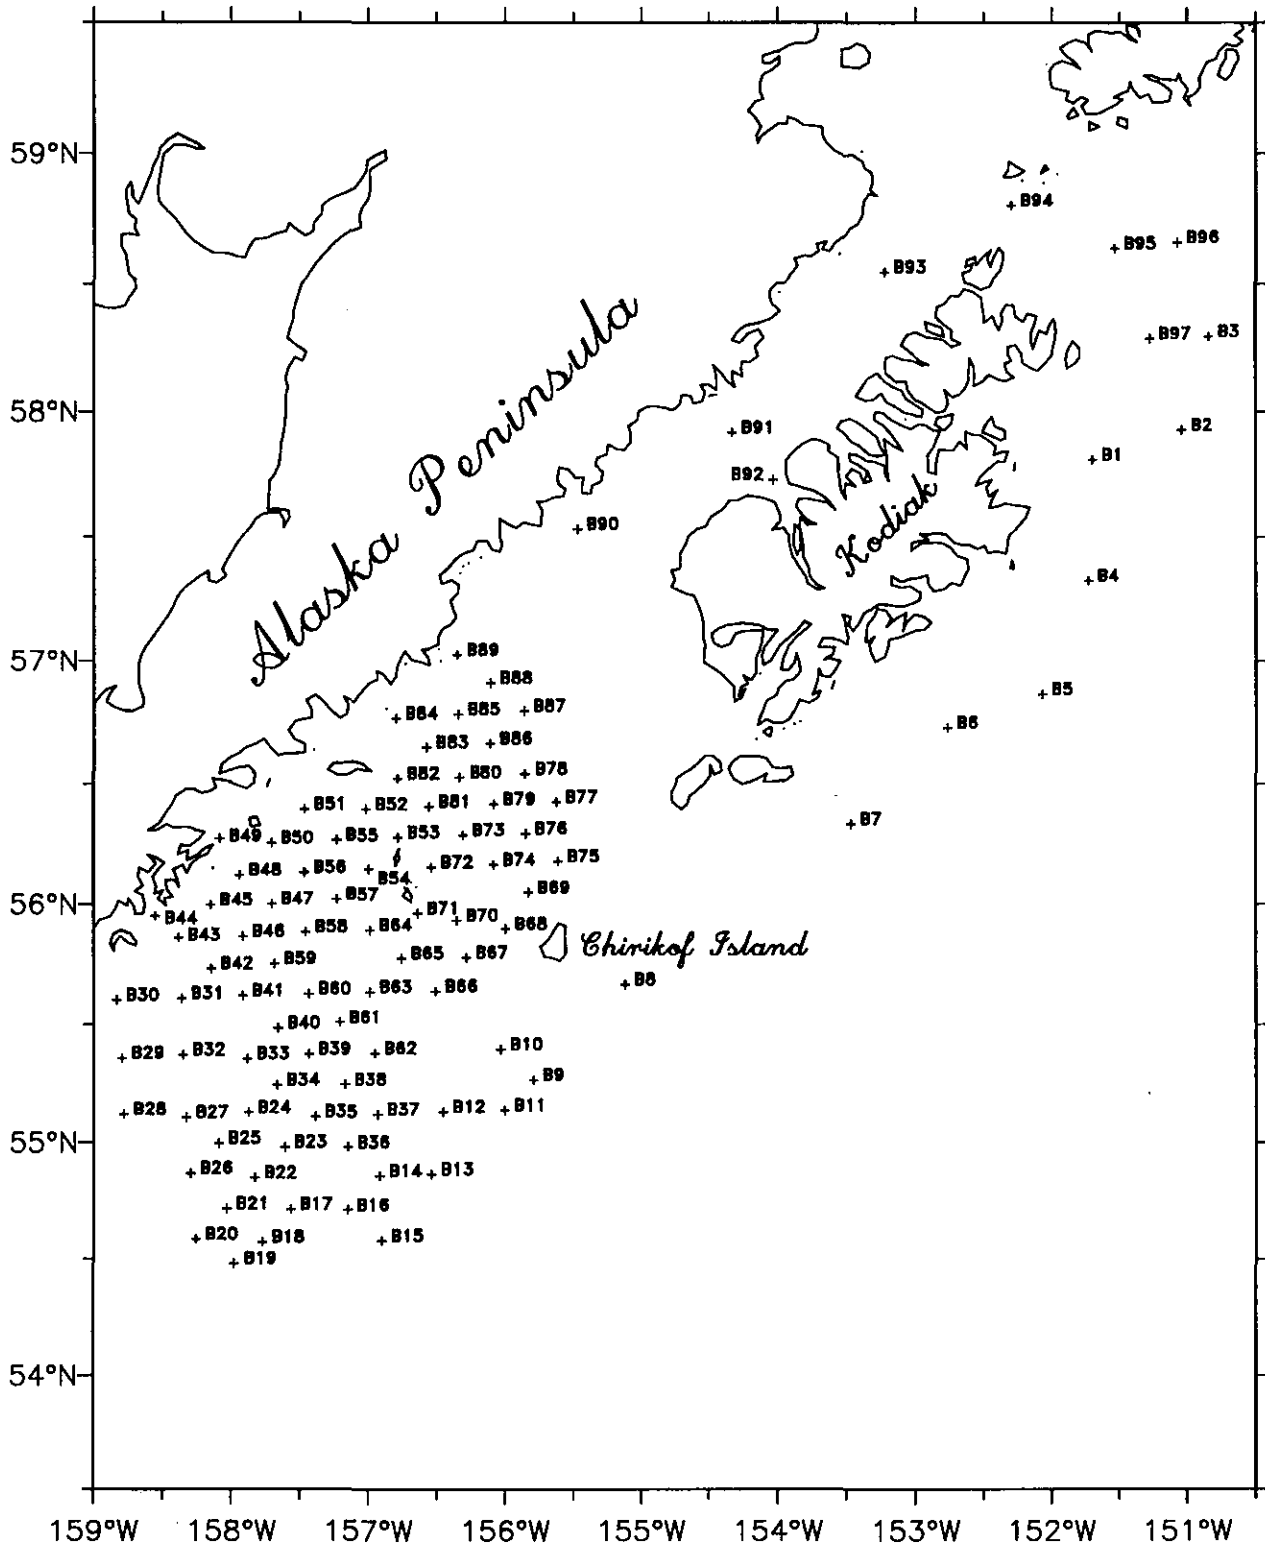 59°N
B94
B95 B96
B93
B97 B3
58°N
Alaska Peninsula
B91
B2
B1
B92
Kodiak
B90
B4
57°N
B89
B88
B5
B84 B85 B87
B6
B83 B86
B82 B80 B78
B51 B52 B81 B79 B77
B7
B49 B50 B55 B53 B73 B76
B48 B56 B54 B72 B74 B75
56°N
B45 B47 B57 B69
B44 B71 B70 B68
B43 B46 B58 B64
Chirikof Island
B42 B59 B65 B67
B8
B30 B31 B41 B60 B63 B66
B40 B61
B29 B32 B33 B39 B62 B10
B34 B38 B9
B28 B27 B24 B35 B37 B12 B11
55°N
B25 B23 B36
B26 B22 B14 B13
B21 B17 B16
B20 B18 B15
B19
54°N
159°W 158°W 157°W 156°W 155°W 154°W 153°W 152°W 151°W